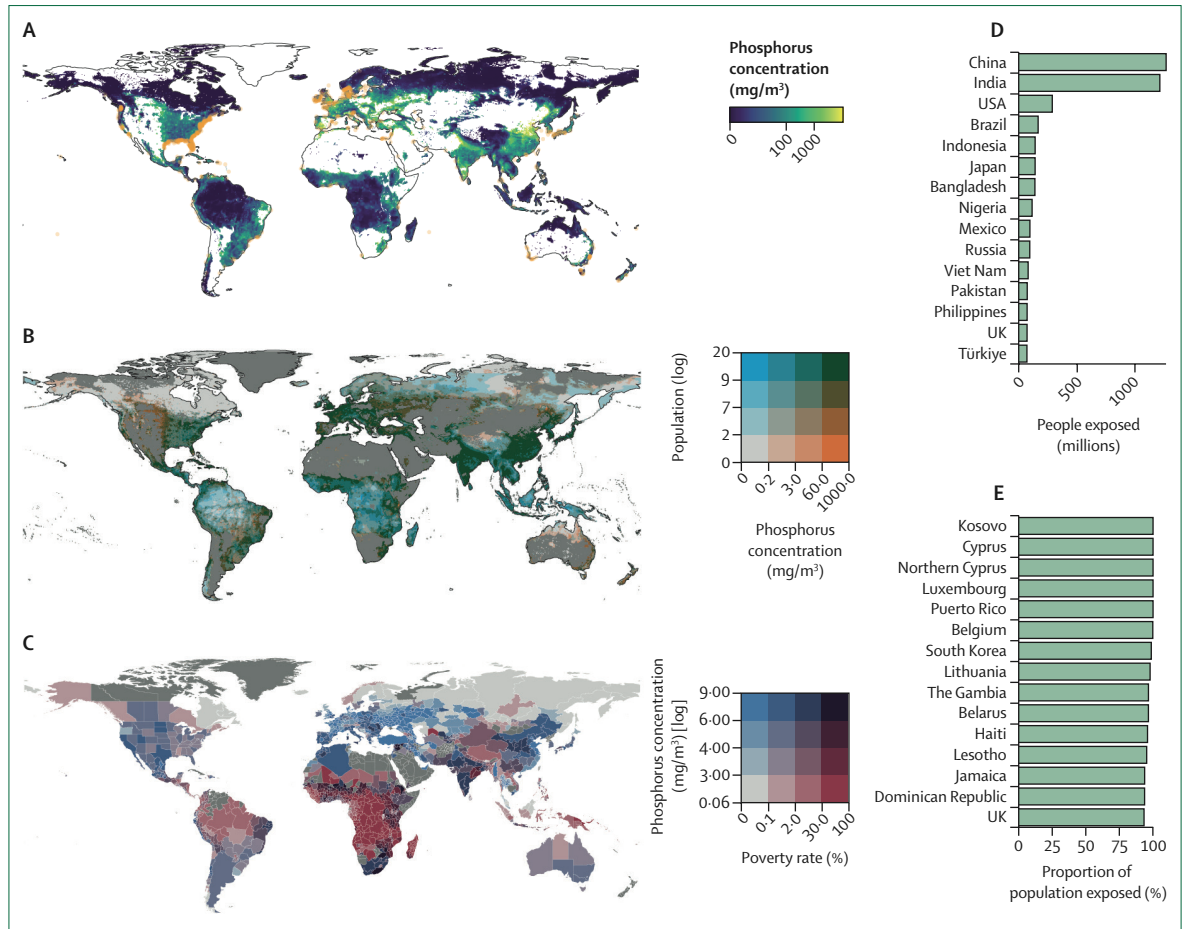 A
Phosphorus
concentration
(mg/m³)
0
100
1000
B
Population (log)
20
9
7
2
0
0
0·2
3·0
60·0
1000·0
Phosphorus
concentration
(mg/m³)
C
Phosphorus concentration
(mg/m³) [log]
9·00
6·00
4·00
3·00
0·06
0
0·1
2·0
30·0
100
Poverty rate (%)
D
China
India
USA
Brazil
Indonesia
Japan
Bangladesh
Nigeria
Mexico
Russia
Viet Nam
Pakistan
Philippines
UK
Türkiye
0
500
1000
People exposed
(millions)
E
Kosovo
Cyprus
Northern Cyprus
Luxembourg
Puerto Rico
Belgium
South Korea
Lithuania
The Gambia
Belarus
Haiti
Lesotho
Jamaica
Dominican Republic
UK
0
25
50
75
100
Proportion of
population exposed (%)